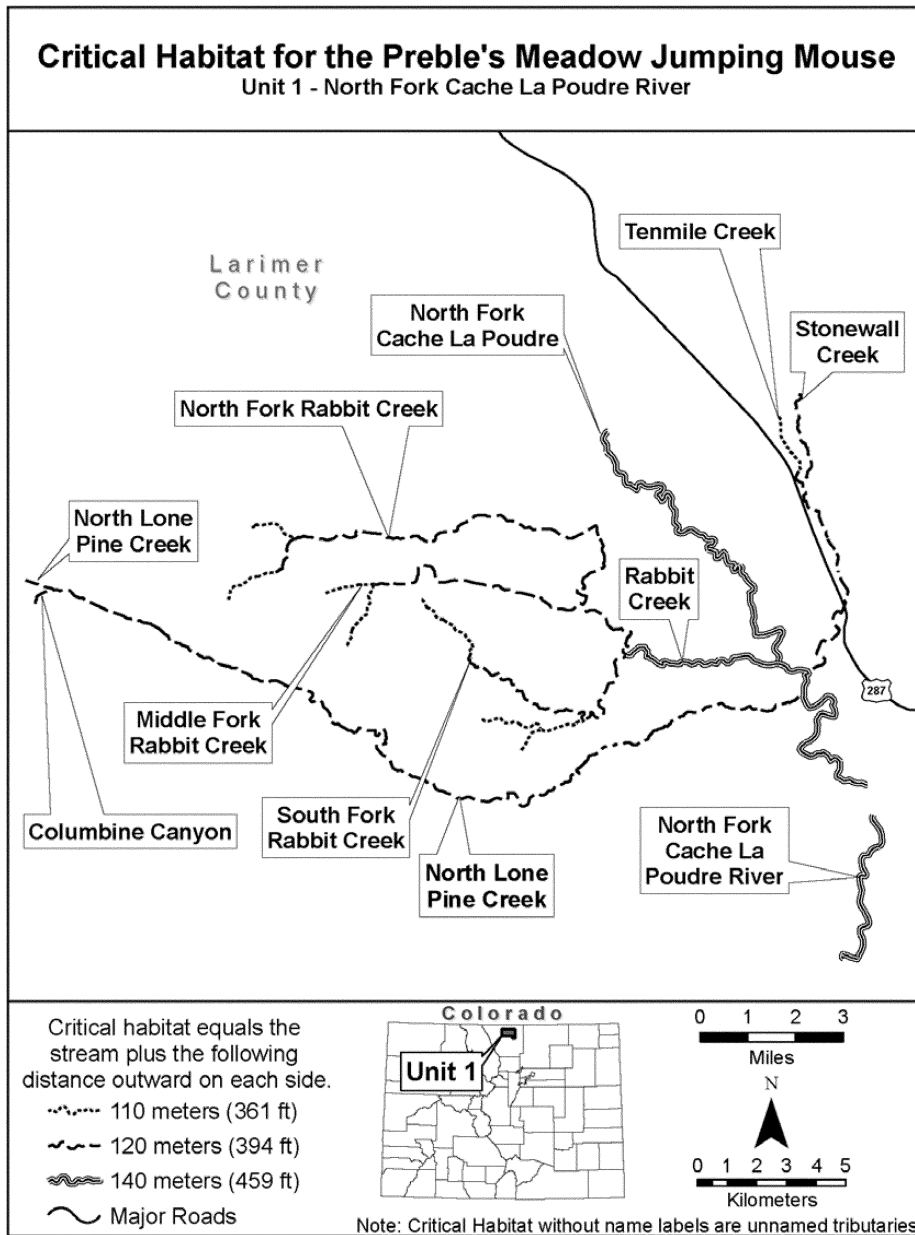 Critical Habitat for the Preble's Meadow Jumping Mouse
Unit 1 - North Fork Cache La Poudre River
Tenmile Creek
Larimer
County
North Fork
Cache La Poudre
Stonewall
Creek
North Fork Rabbit Creek
North Lone
Pine Creek
Rabbit
Creek
287
Middle Fork
Rabbit Creek
Columbine Canyon
South Fork
Rabbit Creek
North Lone
Pine Creek
North Fork
Cache La
Poudre River
Critical habitat equals the
stream plus the following
distance outward on each side.
110 meters (361 ft)
120 meters (394 ft)
140 meters (459 ft)
Major Roads
Colorado
Unit 1
0 1 2 3
Miles
N
0 1 2 3 4 5
Kilometers
Note: Critical Habitat without name labels are unnamed tributaries